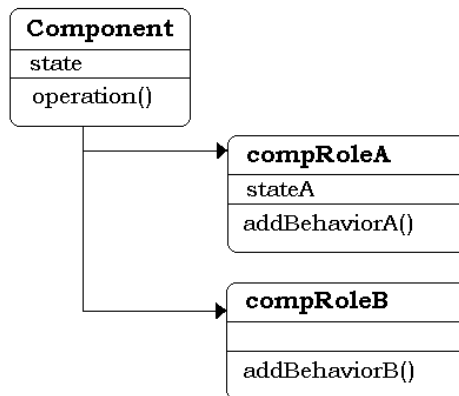 Component
state
operation()
compRoleA
stateA
addBehaviorA()
compRoleB
addBehaviorB()